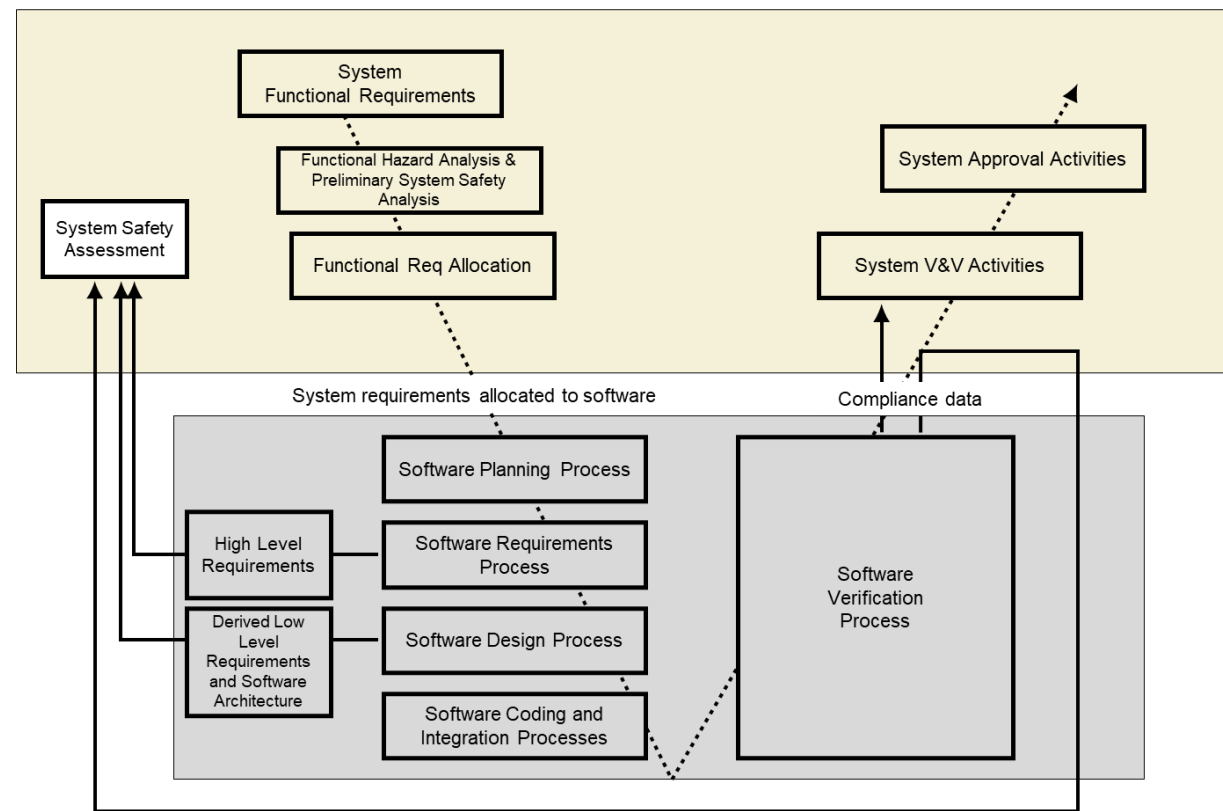 System
Functional Requirements
Functional Hazard Analysis &
Preliminary System Safety
Analysis
System Approval Activities
System Safety
Assessment
Functional Req Allocation
System V&V Activities
System requirements allocated to software
Compliance data
Software Planning Process
High Level
Requirements
Software Requirements
Process
Software
Verification
Process
Derived Low
Level
Requirements
and Software
Architecture
Software Design Process
Software Coding and
Integration Processes